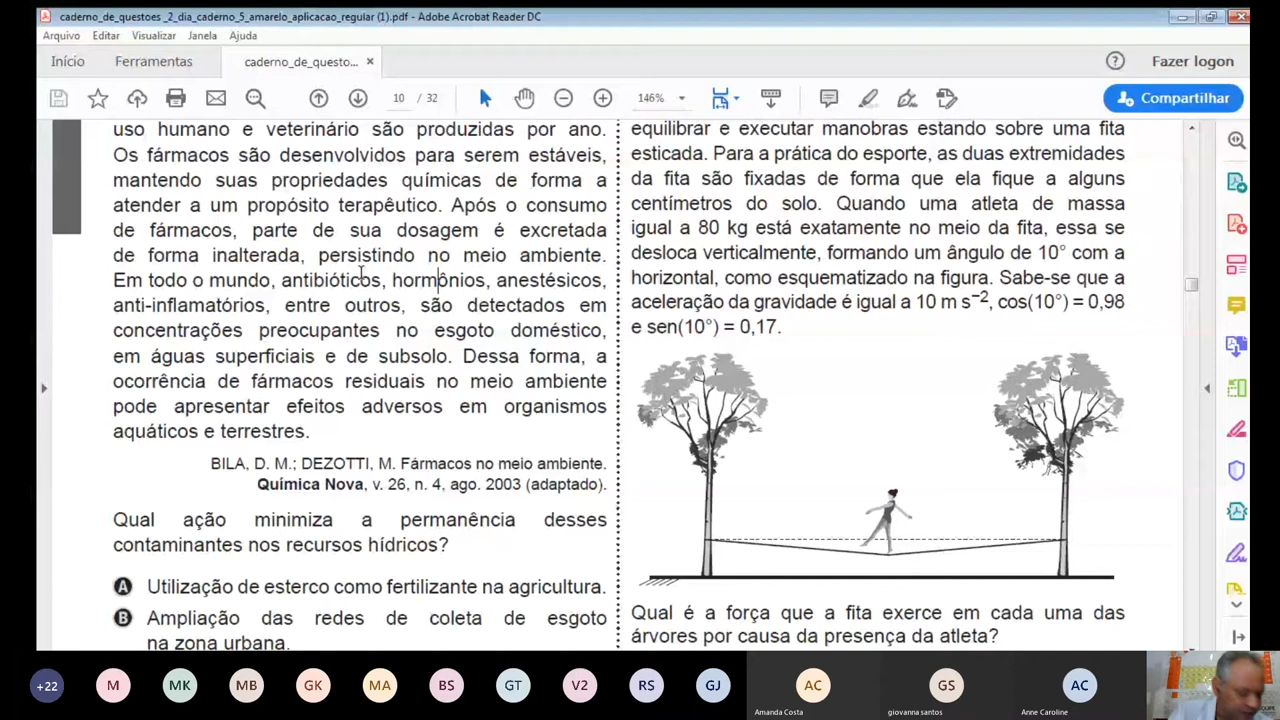 caderno_de_questoes _2_dia_caderno_5_amarelo_aplicacao_regular (1).pdf - Adobe Acrobat Reader DC
Arquivo Editar Visualizar Janela Ajuda
Início Ferramentas caderno_de_questo... × Fazer logon
10 / 32 146% Compartilhar
uso humano e veterinário são produzidas por ano.
Os fármacos são desenvolvidos para serem estáveis,
mantendo suas propriedades químicas de forma a
atender a um propósito terapêutico. Após o consumo
de fármacos, parte de sua dosagem é excretada
de forma inalterada, persistindo no meio ambiente.
Em todo o mundo, antibióticos, hormônios, anestésicos,
anti-inflamatórios, entre outros, são detectados em
concentrações preocupantes no esgoto doméstico,
em águas superficiais e de subsolo. Dessa forma, a
ocorrência de fármacos residuais no meio ambiente
pode apresentar efeitos adversos em organismos
aquáticos e terrestres.
BILA, D. M.; DEZOTTI, M. Fármacos no meio ambiente.
Química Nova, v. 26, n. 4, ago. 2003 (adaptado).
Qual ação minimiza a permanência desses
contaminantes nos recursos hídricos?
A Utilização de esterco como fertilizante na agricultura.
B Ampliação das redes de coleta de esgoto
na zona urbana.
equilibrar e executar manobras estando sobre uma fita
esticada. Para a prática do esporte, as duas extremidades
da fita são fixadas de forma que ela fique a alguns
centímetros do solo. Quando uma atleta de massa
igual a 80 kg está exatamente no meio da fita, essa se
desloca verticalmente, formando um ângulo de 10° com a
horizontal, como esquematizado na figura. Sabe-se que a
aceleração da gravidade é igual a 10 m s⁻², cos(10°) = 0,98
e sen(10°) = 0,17.
Qual é a força que a fita exerce em cada uma das
árvores por causa da presença da atleta?
+22 M MK MB GK MA BS GT V2 RS GJ AC GS AC
Amanda Costa giovanna santos Anne Caroline